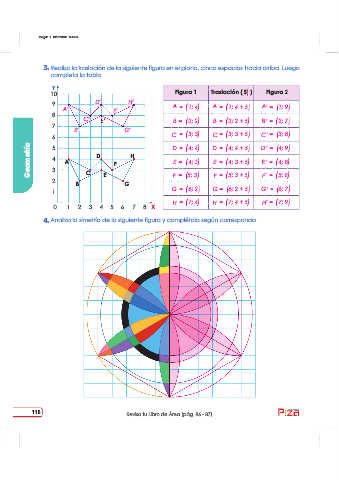 3. Realiza la traslación de la siguiente figura en el plano, cinco espacios hacia arriba. Luego
completa la tabla
Geometría
Y
10
9
8
7
6
5
4
3
2
1
0 1 2 3 4 5 6 7 8 X
A'
B'
C'
D'
E'
F'
G'
H'
A
B
C
D
E
F
G
H
Figura 1 Traslación (5↑) Figura 2
A = (1; 4) A = (1; 4 + 5) A' = (1; 9)
B = (2; 2) B = (2; 2 + 5) B' = (2; 7)
C = (3; 3) C = (3; 3 + 5) C' = (3; 8)
D = (4; 4) D = (4; 4 + 5) D' = (4; 9)
E = (4; 3) E = (4; 3 + 5) E' = (4; 8)
F = (5; 3) F = (5; 3 + 5) F' = (5; 8)
G = (6; 2) G = (6; 2 + 5) G' = (6; 7)
H = (7; 4) H = (7; 4 + 5) H' = (7; 9)
4. Analiza la simetría de la siguiente figura y complétala según corresponda
118
Revisa tu Libro de Área (pág. 86 - 87)